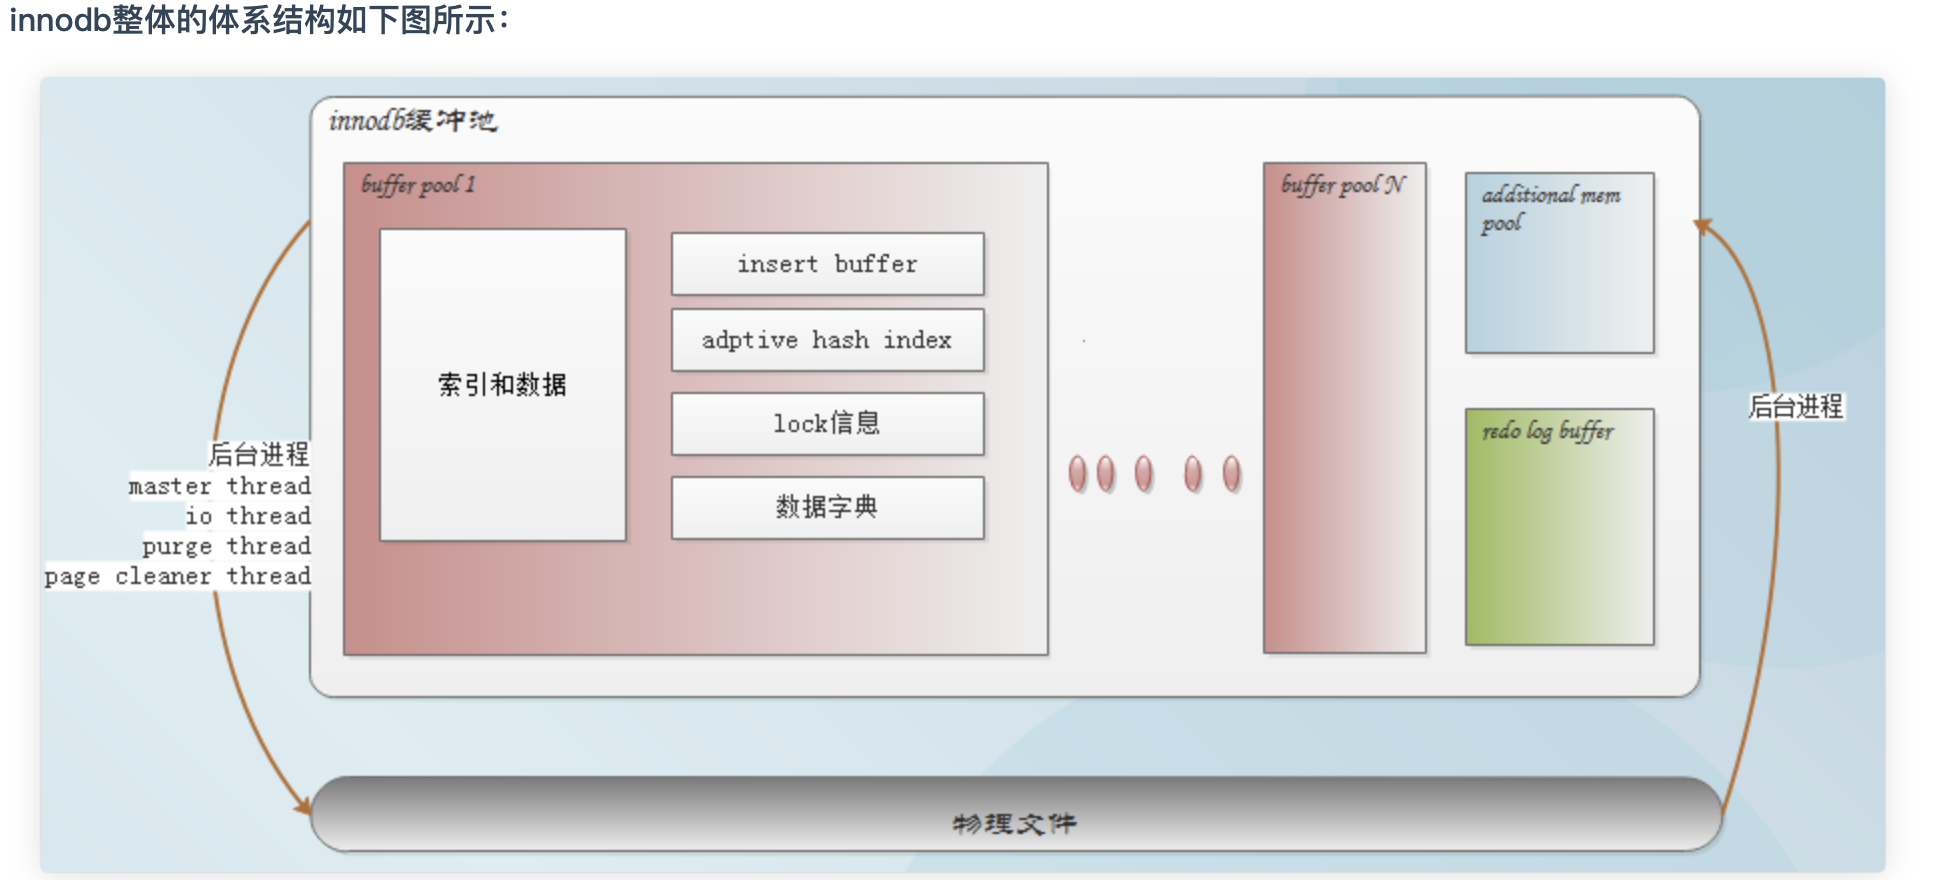 innodb整体的体系结构如下图所示：
innodb缓冲池
buffer pool 1
索引和数据
insert buffer
adptive hash index
lock信息
数据字典
buffer pool N
additional mem
pool
redo log buffer
后台进程
master thread
io thread
purge thread
page cleaner thread
后台进程
物理文件